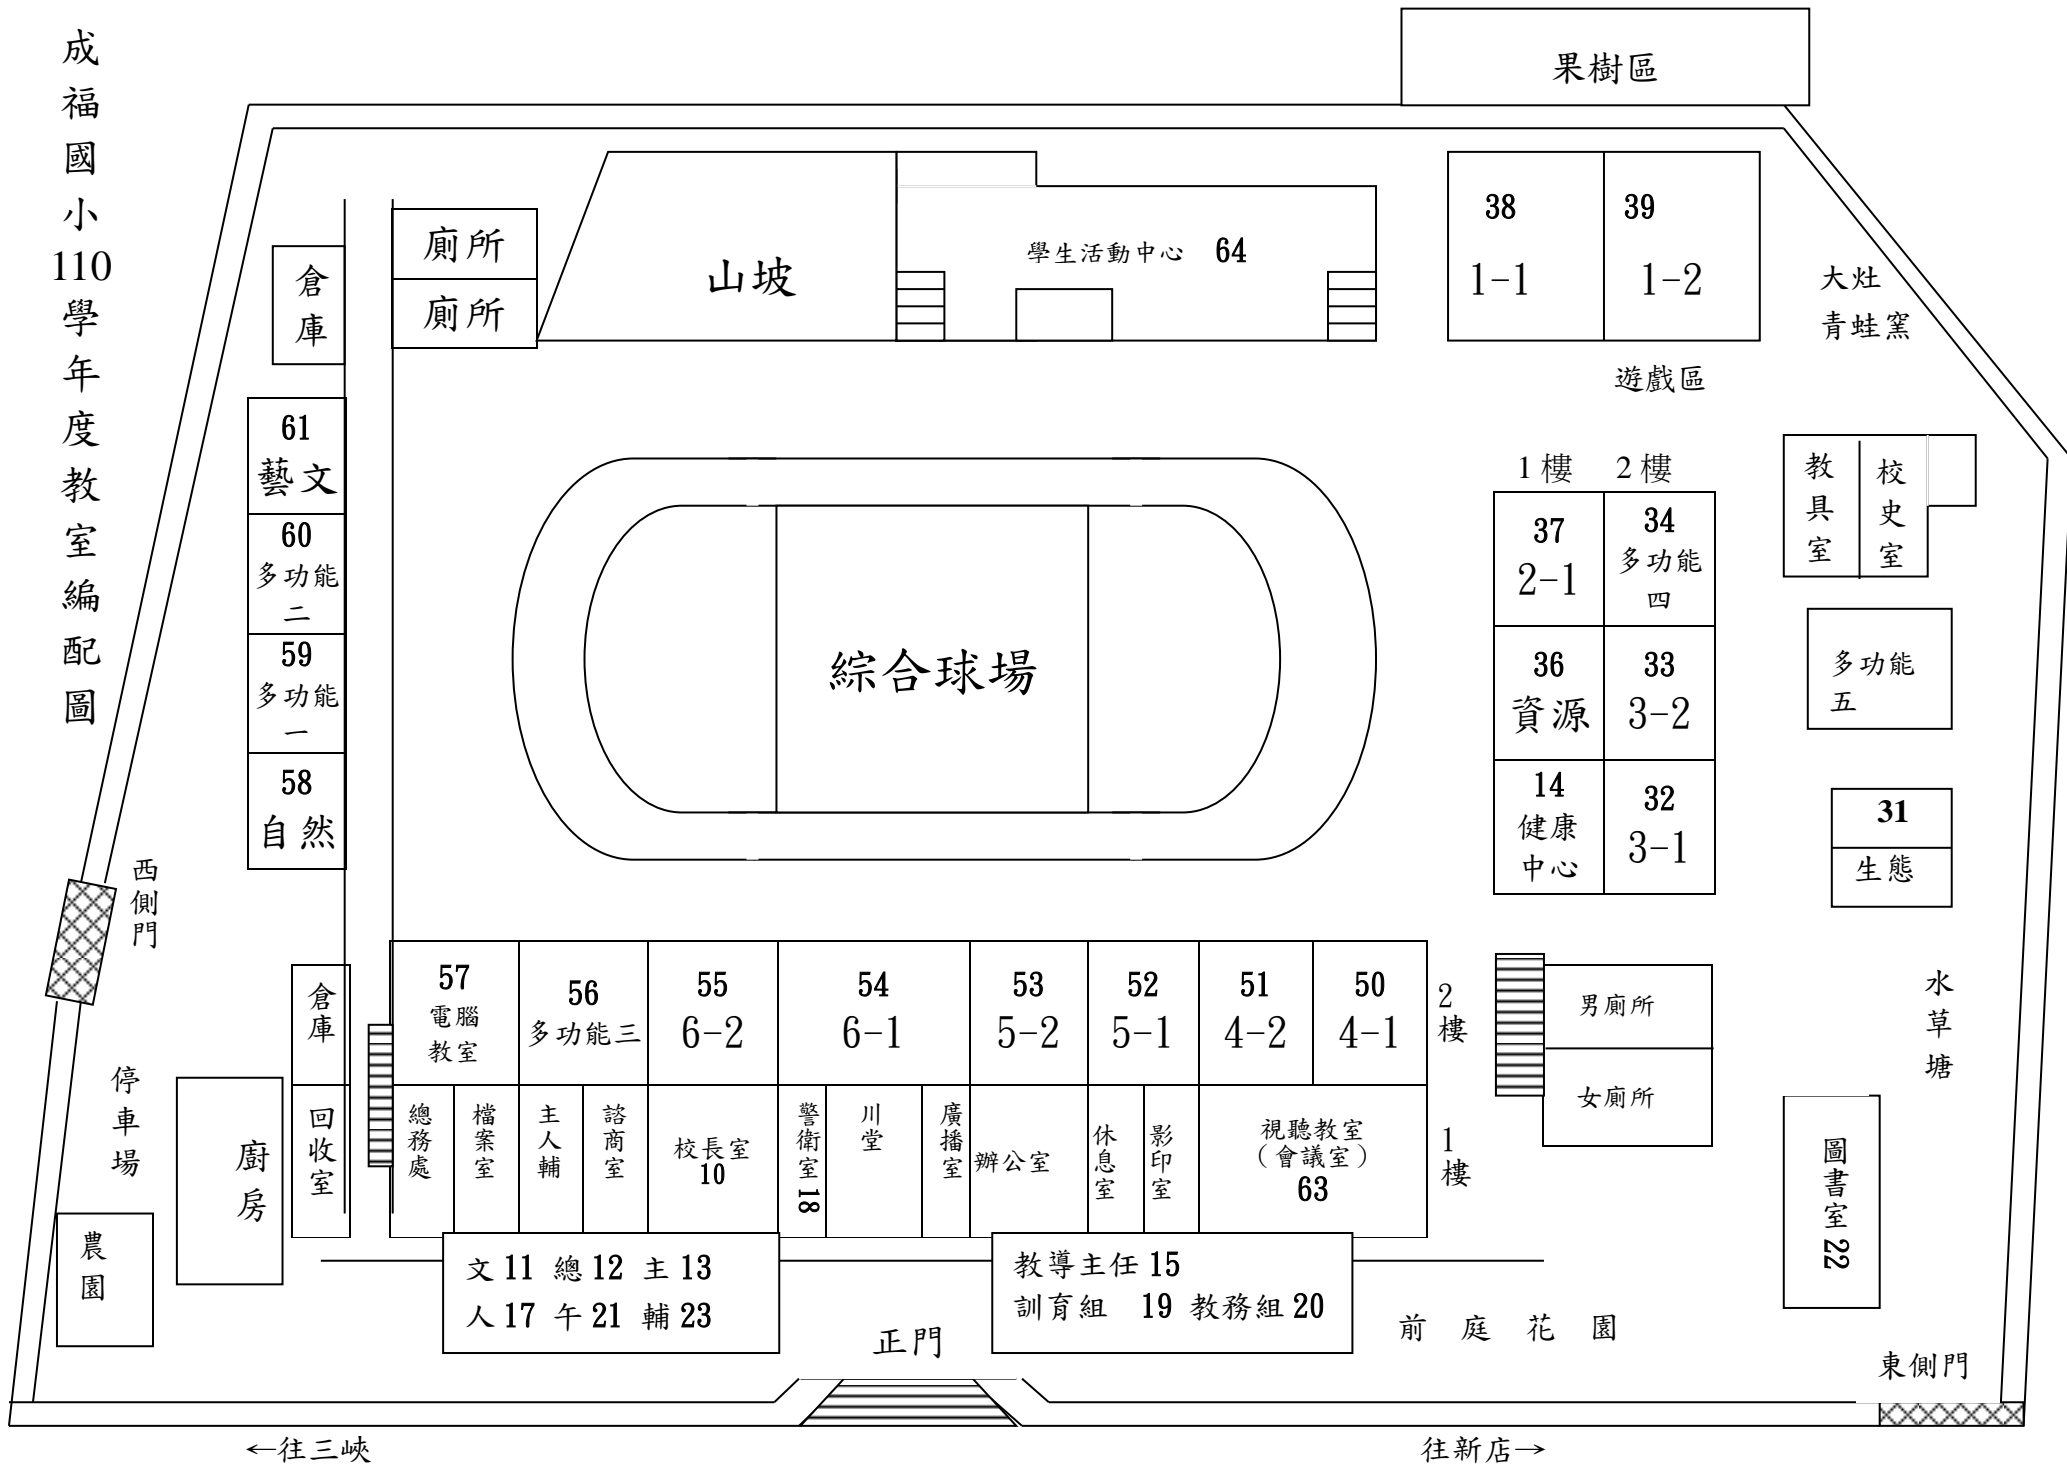 成福國小110學年度教室編配圖
果樹區
廁所
廁所
倉庫
山坡
學生活動中心 64
38
1-1
39
1-2
大灶
青蛙窯
遊戲區
61
藝文
60
多功能
二
59
多功能
一
58
自然
綜合球場
1樓 2樓
37
2-1
34
多功能
四
36
資源
33
3-2
14
健康
中心
32
3-1
教具室
校史室
多功能
五
31
生態
西側門
倉庫
回收室
57
電腦
教室
56
多功能三
55
6-2
54
6-1
53
5-2
52
5-1
51
4-2
50
4-1
2樓
總務處
檔案室
主人輔
諮商室
校長室
10
警衛室 18
川堂
廣播室
辦公室
休息室
影印室
視聽教室
(會議室)
63
1樓
男廁所
女廁所
水草塘
圖書室 22
停車場
廚房
農園
文 11 總 12 主 13
人 17 午 21 輔 23
教導主任 15
訓育組 19 教務組 20
正門
前庭花園
東側門
←往三峽
往新店→